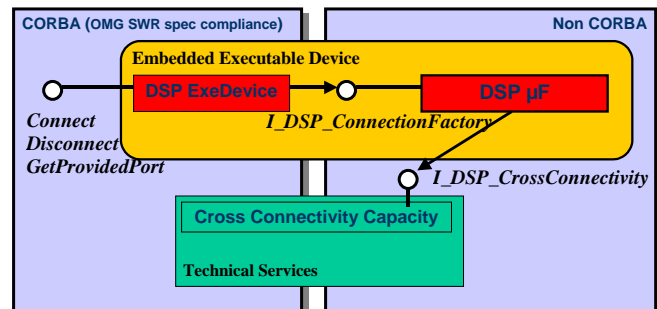 CORBA (OMG SWR spec compliance)
Non CORBA
Embedded Executable Device
DSP ExeDevice
DSP µF
Connect
Disconnect
GetProvidedPort
I_DSP_ConnectionFactory
I_DSP_CrossConnectivity
Cross Connectivity Capacity
Technical Services